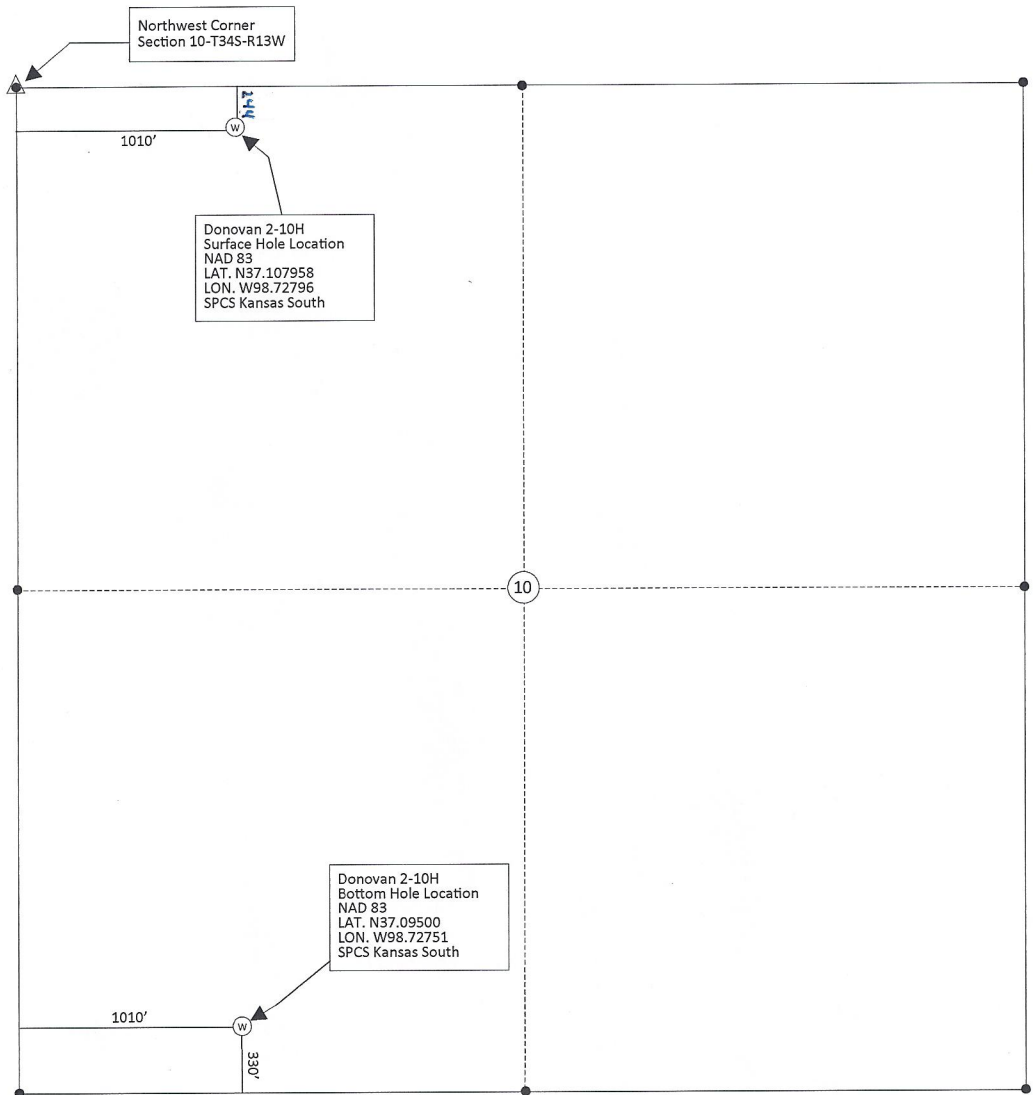 Northwest Corner
Section 10-T34S-R13W
244
1010'
W
Donovan 2-10H
Surface Hole Location
NAD 83
LAT. N37.107958
LON. W98.72796
SPCS Kansas South
10
Donovan 2-10H
Bottom Hole Location
NAD 83
LAT. N37.09500
LON. W98.72751
SPCS Kansas South
1010'
W
330'